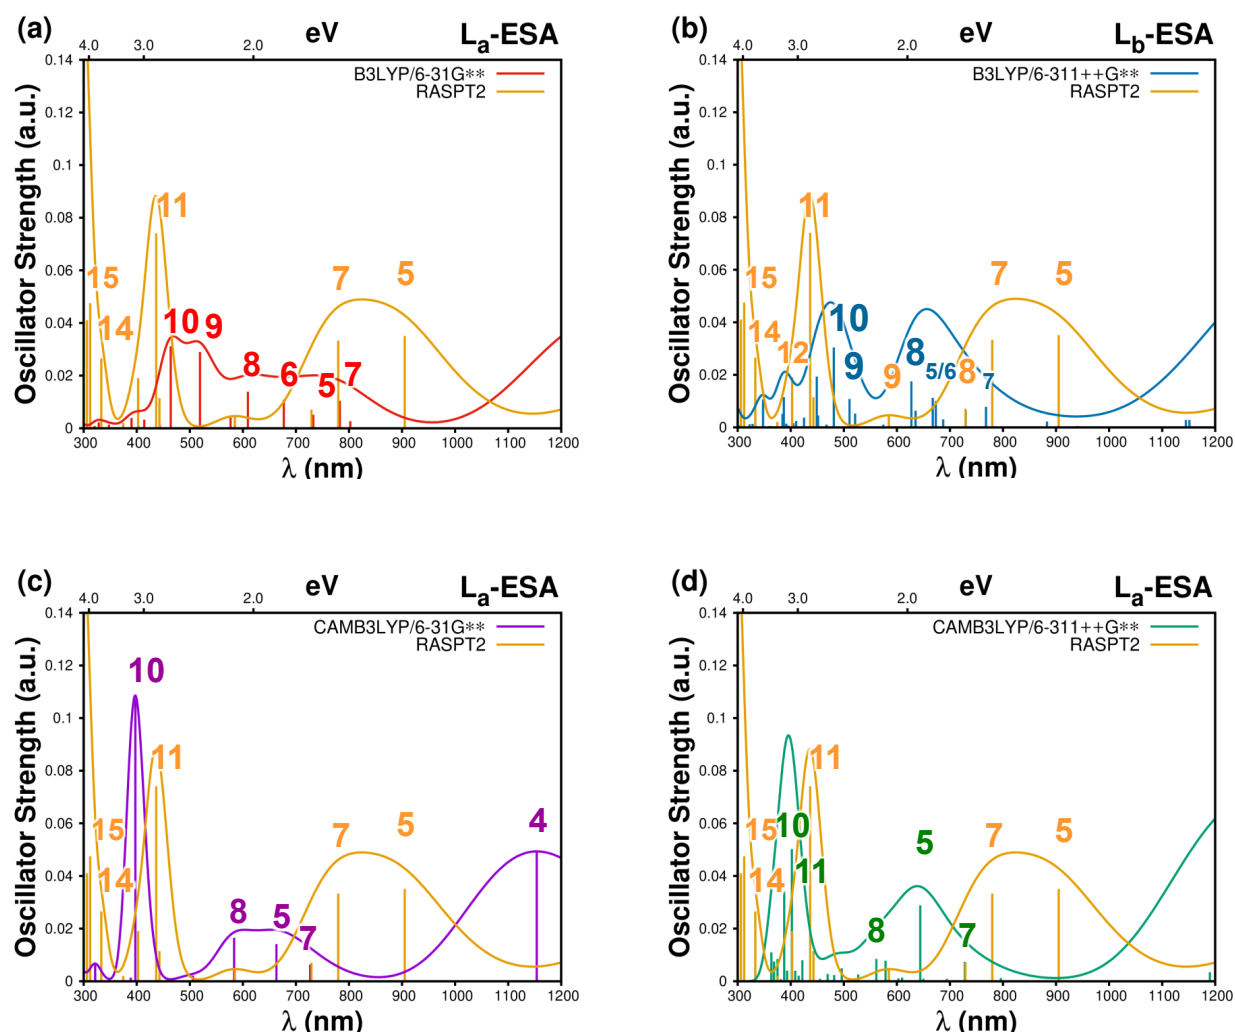 (a) eV Lₐ-ESA
4.0 3.0 2.0
B3LYP/6-31G**
RASPT2
Oscillator Strength (a.u.)
0.14
0.12
0.1
0.08
0.06
0.04
0.02
0
11
15
14
10 9
8
6
5
7
7
5
300 400 500 600 700 800 900 1000 1100 1200
λ (nm)
(b) eV L_b-ESA
4.0 3.0 2.0
B3LYP/6-311++G**
RASPT2
Oscillator Strength (a.u.)
0.14
0.12
0.1
0.08
0.06
0.04
0.02
0
11
15
14
12
10
9
9
8
5/6
8
7
7
5
300 400 500 600 700 800 900 1000 1100 1200
λ (nm)
(c) eV Lₐ-ESA
4.0 3.0 2.0
CAMB3LYP/6-31G**
RASPT2
Oscillator Strength (a.u.)
0.14
0.12
0.1
0.08
0.06
0.04
0.02
0
10
11
15
14
8
5
7
7
5
4
300 400 500 600 700 800 900 1000 1100 1200
λ (nm)
(d) eV Lₐ-ESA
4.0 3.0 2.0
CAMB3LYP/6-311++G**
RASPT2
Oscillator Strength (a.u.)
0.14
0.12
0.1
0.08
0.06
0.04
0.02
0
11
15
10
14
11
8
5
7
7
5
300 400 500 600 700 800 900 1000 1100 1200
λ (nm)